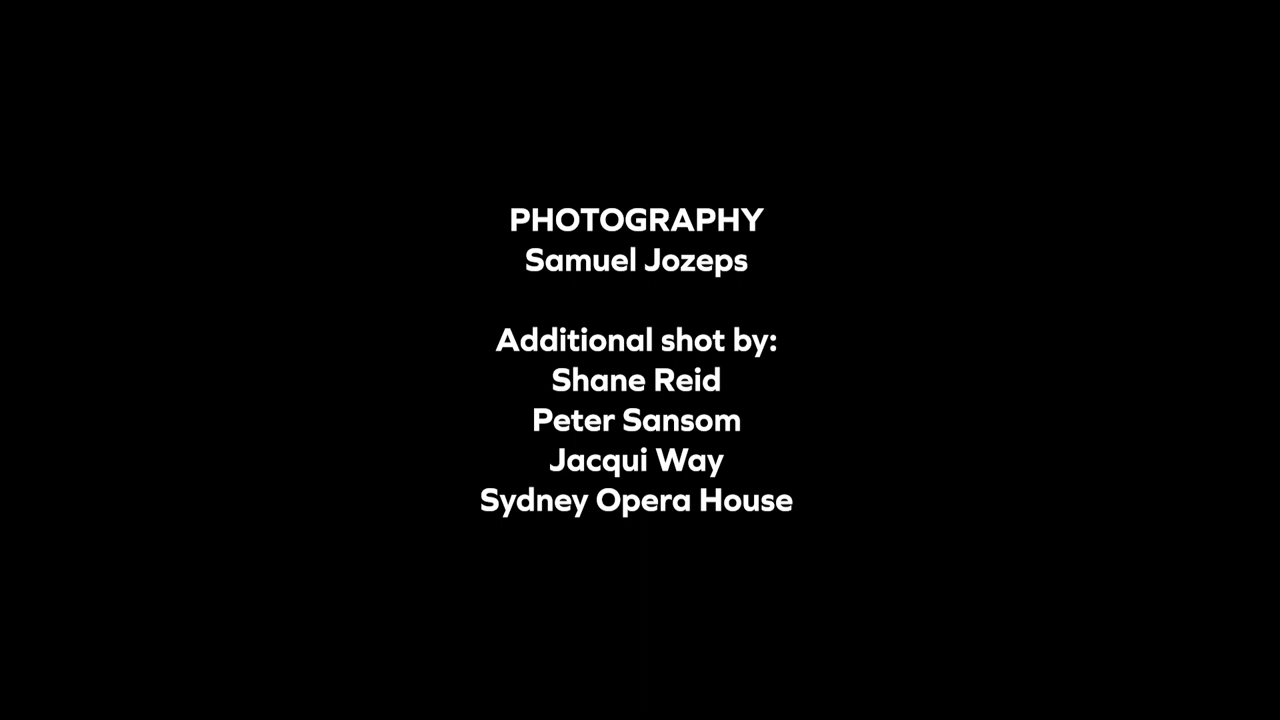 PHOTOGRAPHY
Samuel Jozeps
Additional shot by:
Shane Reid
Peter Sansom
Jacqui Way
Sydney Opera House